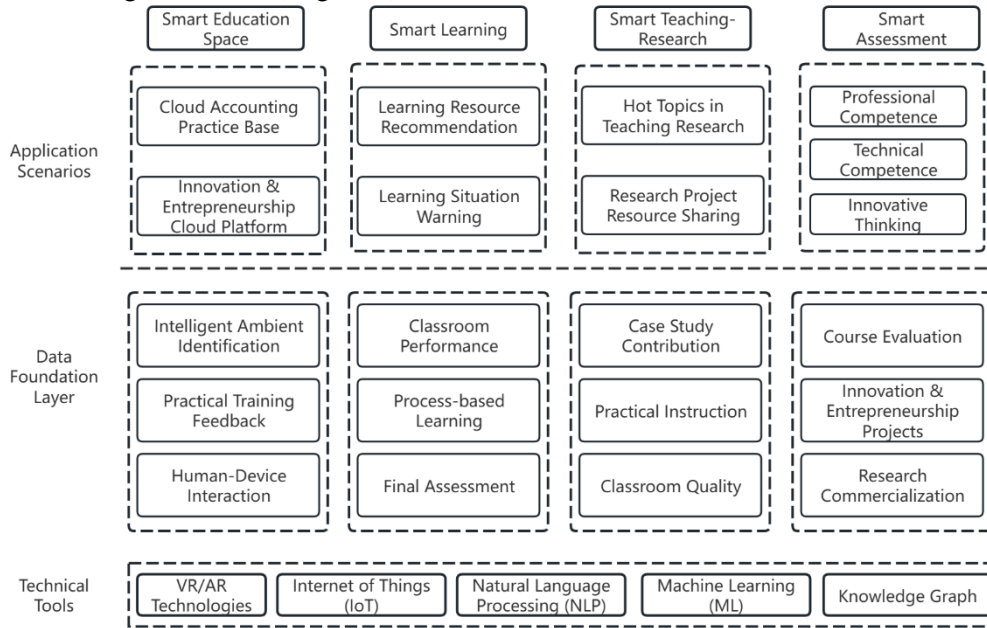 Smart Education
Space
Smart Learning
Smart Teaching-
Research
Smart
Assessment
Application
Scenarios
Cloud Accounting
Practice Base
Innovation &
Entrepreneurship
Cloud Platform
Learning Resource
Recommendation
Learning Situation
Warning
Hot Topics in
Teaching Research
Research Project
Resource Sharing
Professional
Competence
Technical
Competence
Innovative
Thinking
Data
Foundation
Layer
Intelligent Ambient
Identification
Practical Training
Feedback
Human-Device
Interaction
Classroom
Performance
Process-based
Learning
Final Assessment
Case Study
Contribution
Practical Instruction
Classroom Quality
Course Evaluation
Innovation &
Entrepreneurship
Projects
Research
Commercialization
Technical
Tools
VR/AR
Technologies
Internet of Things
(IoT)
Natural Language
Processing (NLP)
Machine Learning
(ML)
Knowledge Graph